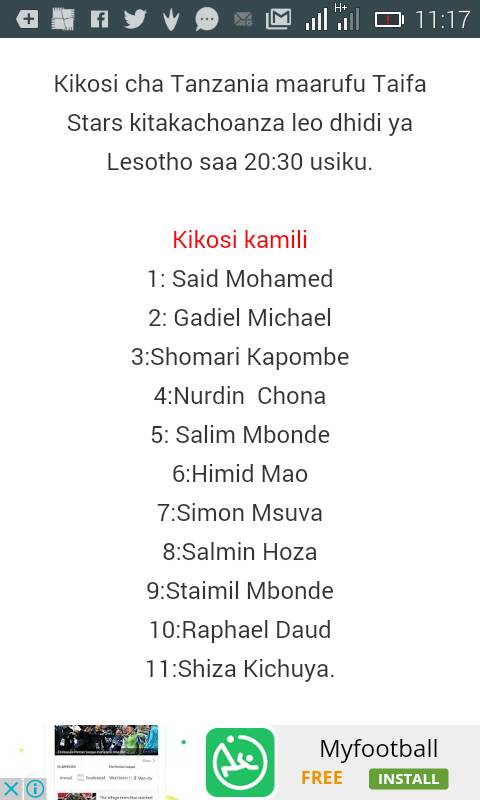 H+
11:17
Kikosi cha Tanzania maarufu Taifa
Stars kitakachoanza leo dhidi ya
Lesotho saa 20:30 usiku.
Kikosi kamili
1: Said Mohamed
2: Gadiel Michael
3:Shomari Kapombe
4:Nurdin  Chona
5: Salim Mbonde
6:Himid Mao
7:Simon Msuva
8:Salmin Hoza
9:Staimil Mbonde
10:Raphael Daud
11:Shiza Kichuya.
Myfootball
FREE
INSTALL